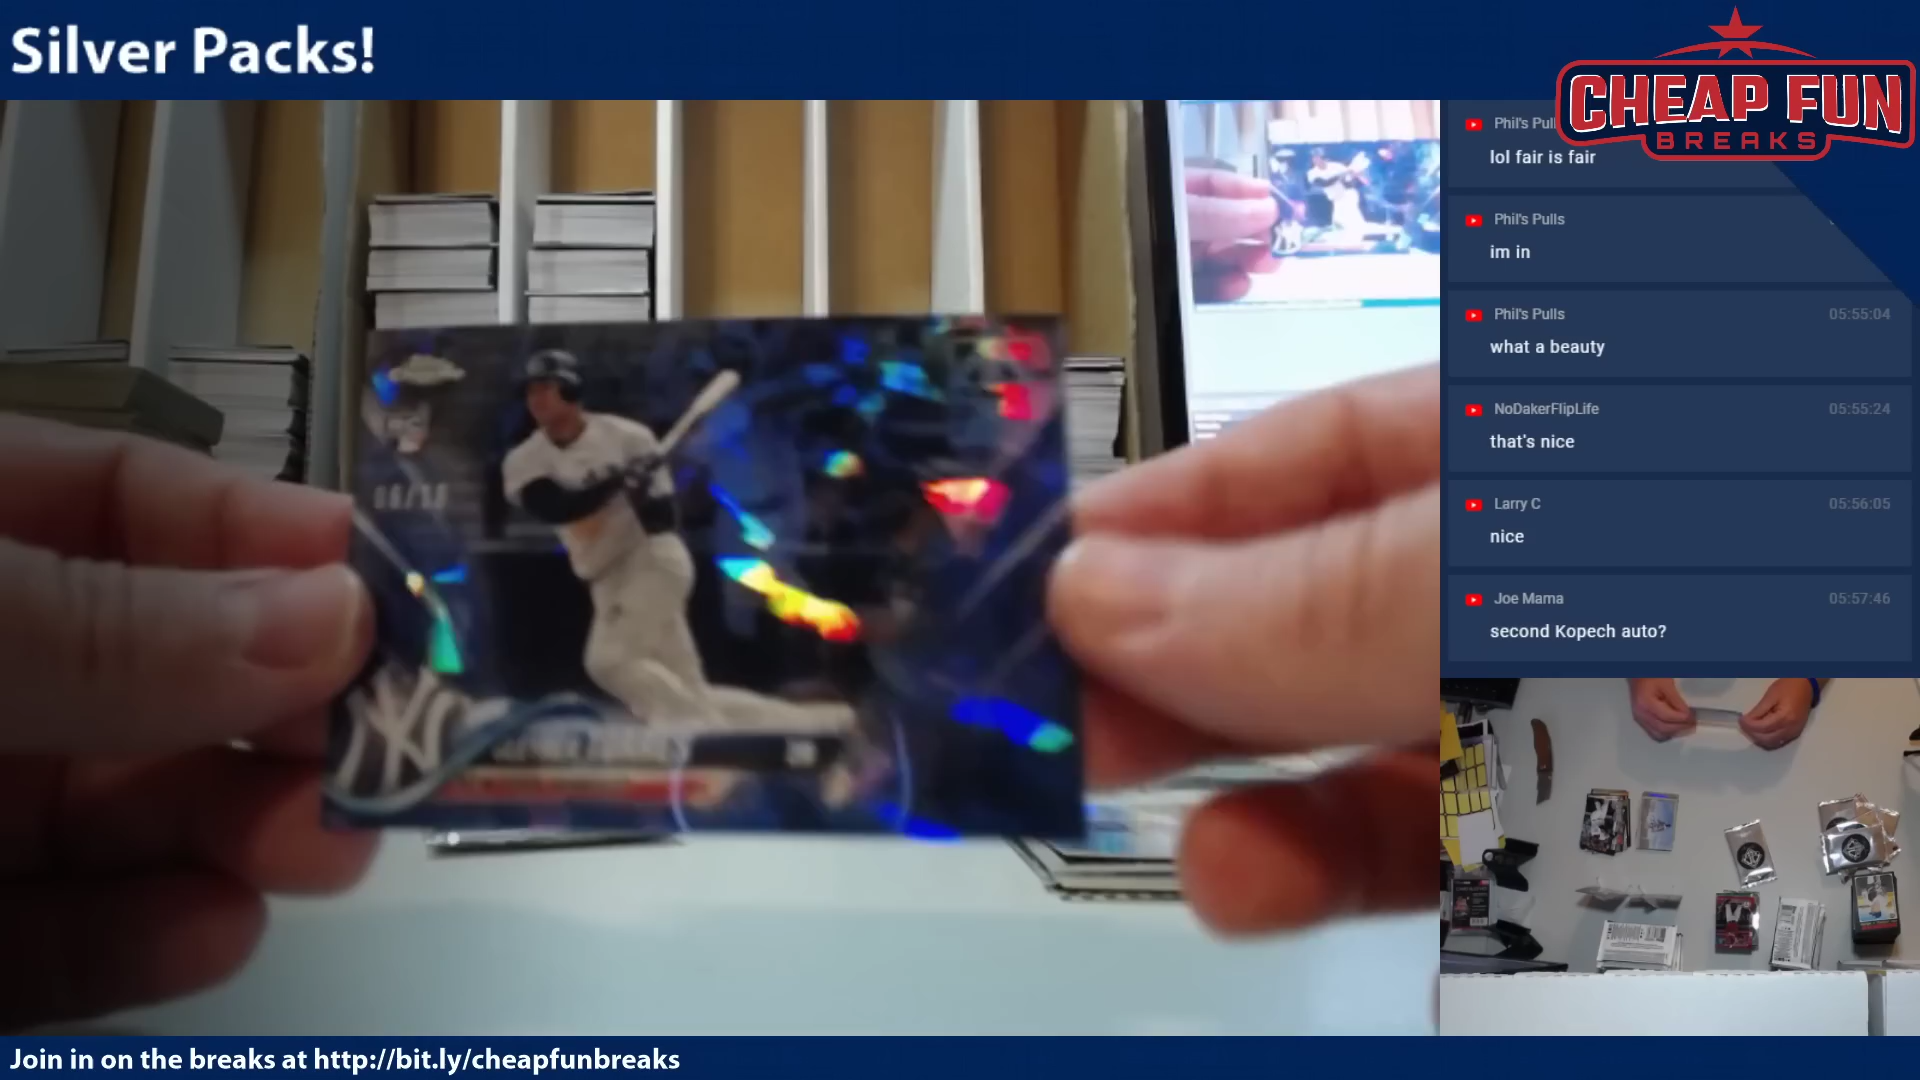 Silver Packs!
CHEAP FUN
BREAKS
Phil's Pull
lol fair is fair
Phil's Pulls
im in
Phil's Pulls 05:55:04
what a beauty
NoDakerFlipLife 05:55:24
that's nice
Larry C 05:56:05
nice
Joe Mama 05:57:46
second Kopech auto?
NY
Join in on the breaks at http://bit.ly/cheapfunbreaks